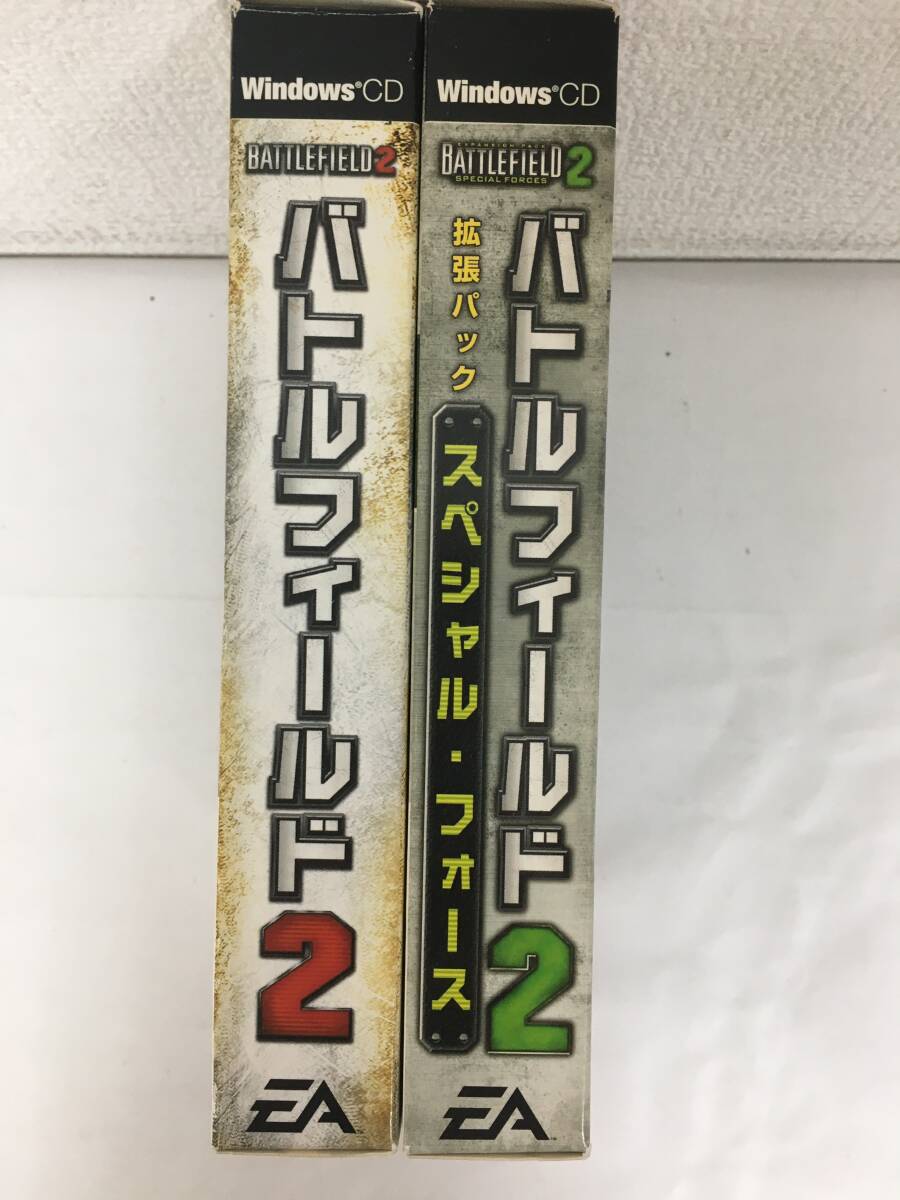 Windows®CD
BATTLEFIELD 2
バトルフィールド2
EA
Windows®CD
EXPANSION PACK
BATTLEFIELD 2
SPECIAL FORCES
バトルフィールド2
拡張パック
スペシャル・フォース
EA